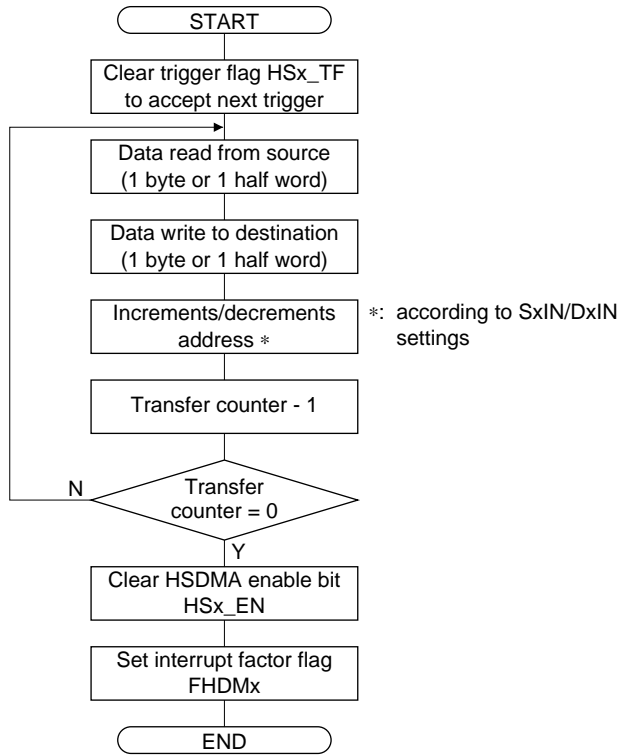 START
Clear trigger flag HSx_TF
to accept next trigger
Data read from source
(1 byte or 1 half word)
Data write to destination
(1 byte or 1 half word)
Increments/decrements
address ∗
∗: according to SxIN/DxIN
settings
Transfer counter - 1
N
Transfer
counter = 0
Y
Clear HSDMA enable bit
HSx_EN
Set interrupt factor flag
FHDMx
END